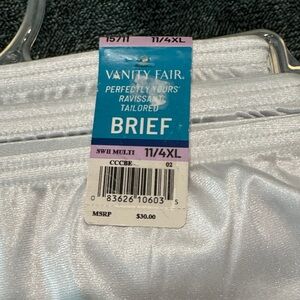 15711 11/4XL
VANITY FAIR®
PERFECTLY YOURS®
RAVISSANT
TAILORED
BRIEF
SWH MULTI 11/4XL
CCCBE 02
0 83626 10603 5
MSRP $30.00